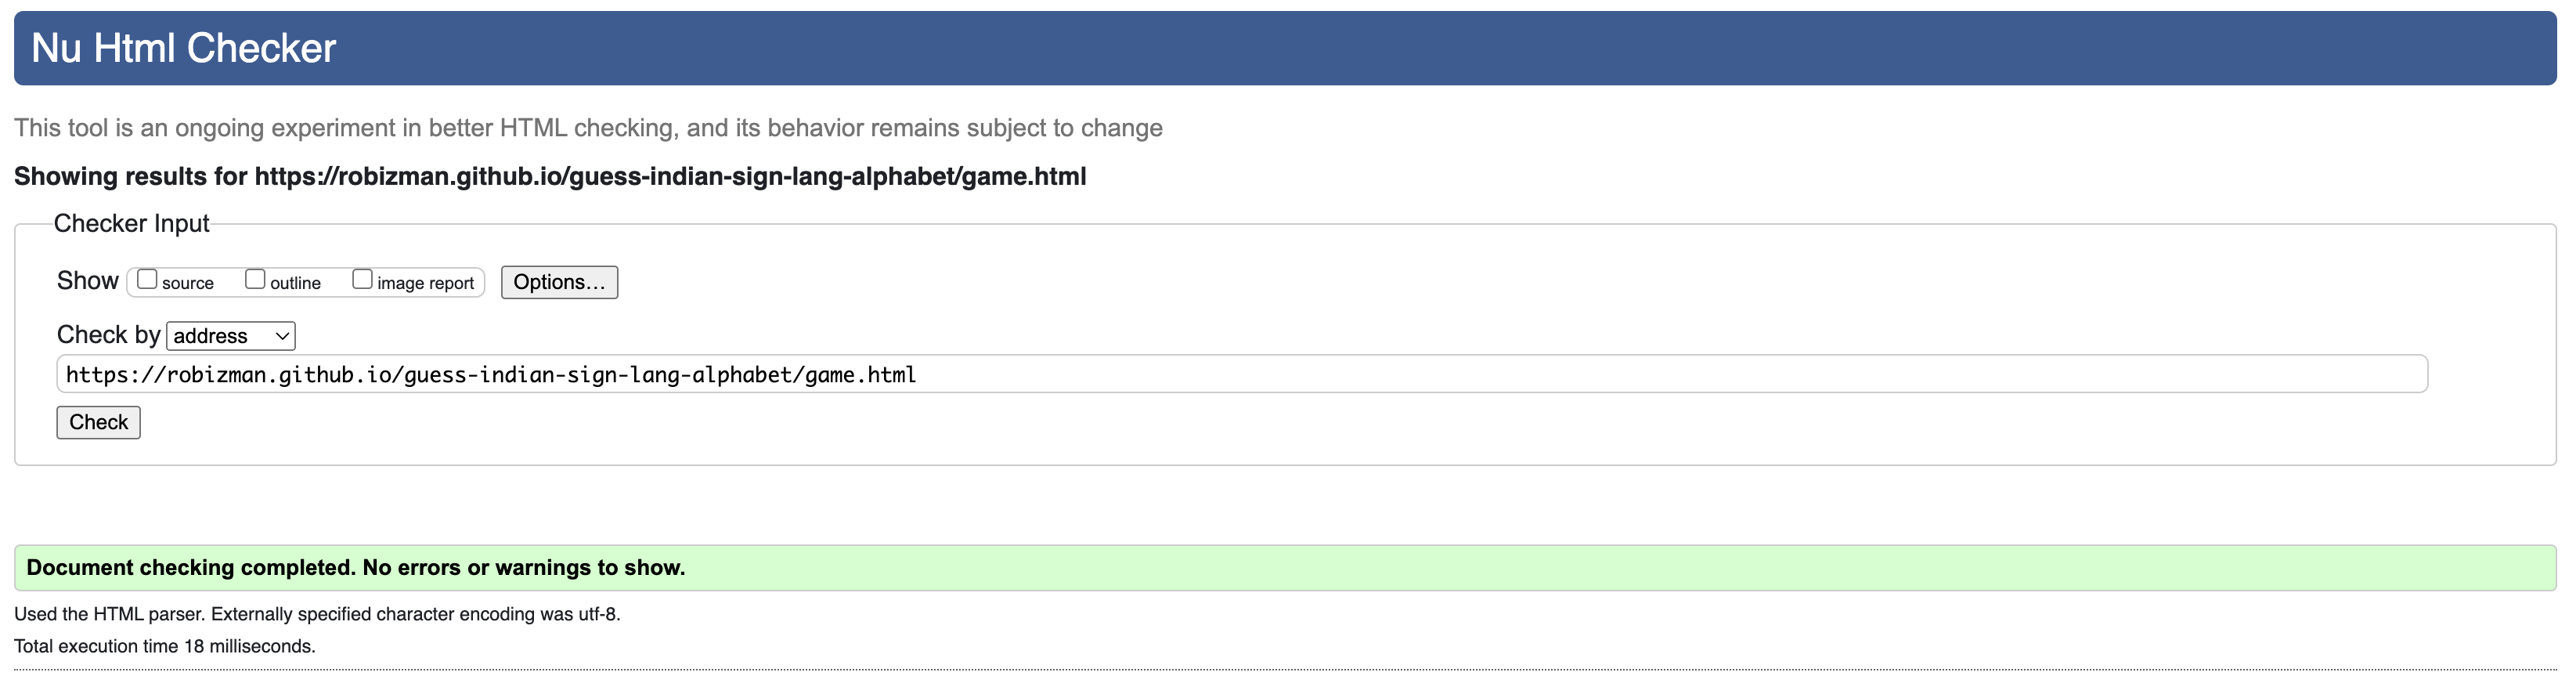 Nu Html Checker
This tool is an ongoing experiment in better HTML checking, and its behavior remains subject to change
Showing results for https://robizman.github.io/guess-indian-sign-lang-alphabet/game.html
Checker Input
Show source outline image report Options...
Check by address
https://robizman.github.io/guess-indian-sign-lang-alphabet/game.html
Check
Document checking completed. No errors or warnings to show.
Used the HTML parser. Externally specified character encoding was utf-8.
Total execution time 18 milliseconds.